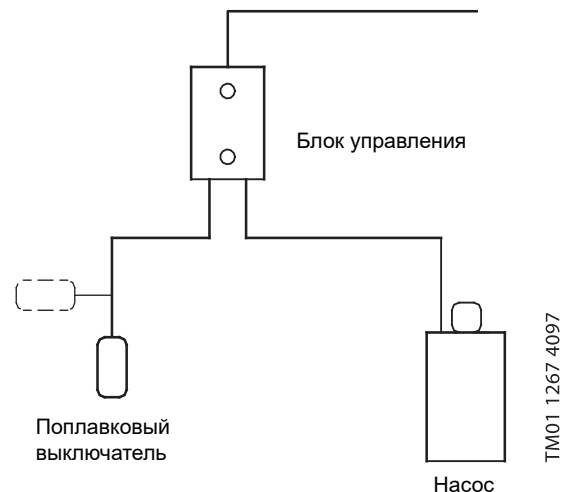 Блок управления
Поплавковый
выключатель
Насос
TM01 1267 4097